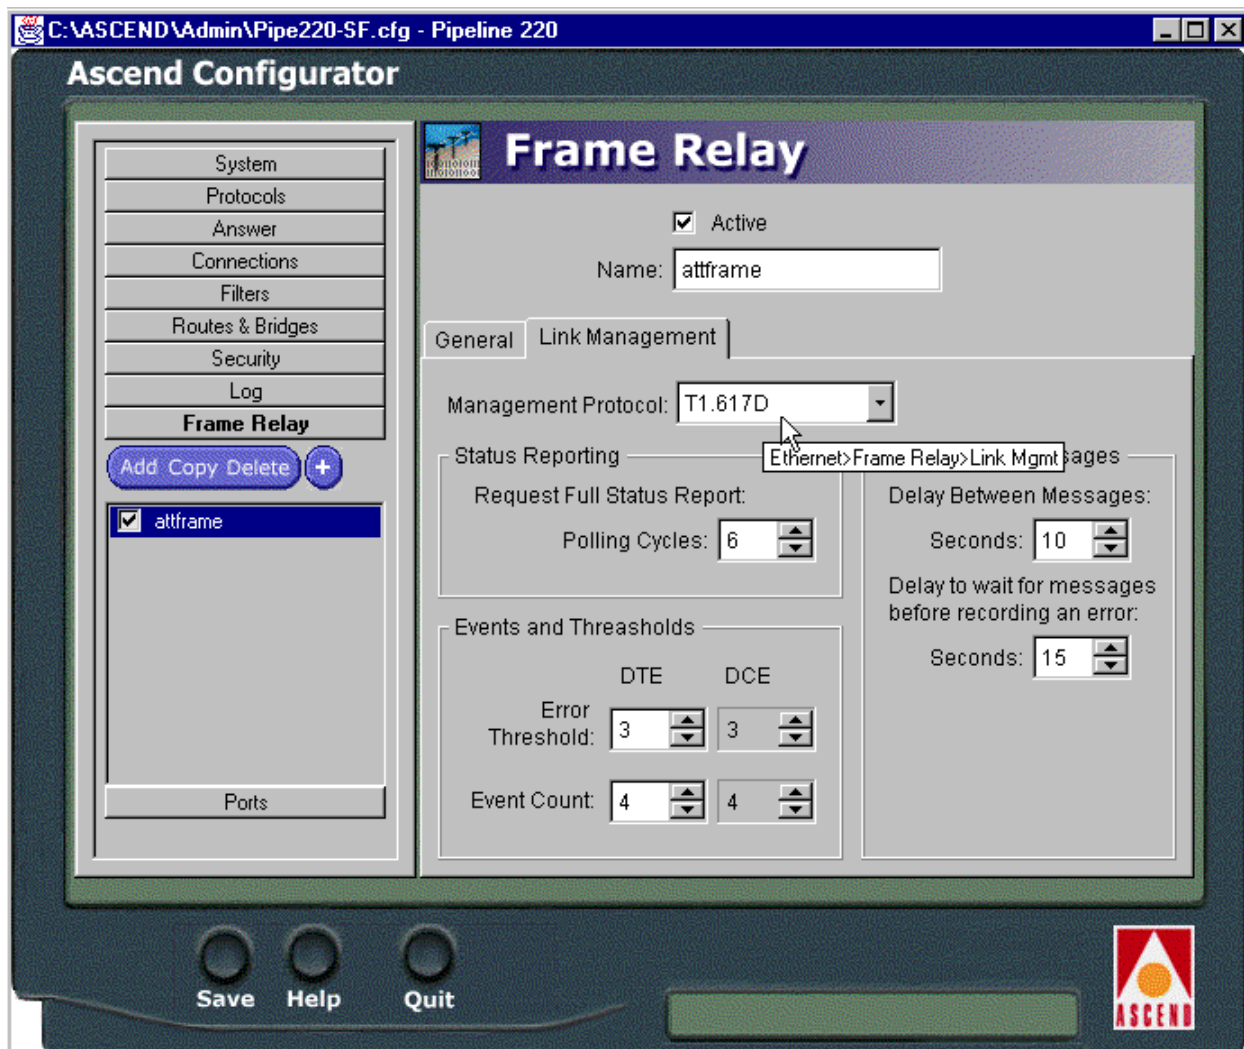 C:\ASCEND\Admin\Pipe220-SF.cfg - Pipeline 220
Ascend Configurator
System
Protocols
Answer
Connections
Filters
Routes & Bridges
Security
Log
Frame Relay
Add Copy Delete +
attframe
Ports
Frame Relay
Active
Name: attframe
General
Link Management
Management Protocol: T1.617D
Ethernet>Frame Relay>Link Mgmt
Status Reporting
Request Full Status Report:
Polling Cycles: 6
Events and Thrasholds
DTE DCE
Error
Threshold: 3 3
Event Count: 4 4
Delay Between Messages:
Seconds: 10
Delay to wait for messages
before recording an error:
Seconds: 15
Save Help Quit
ASCEND